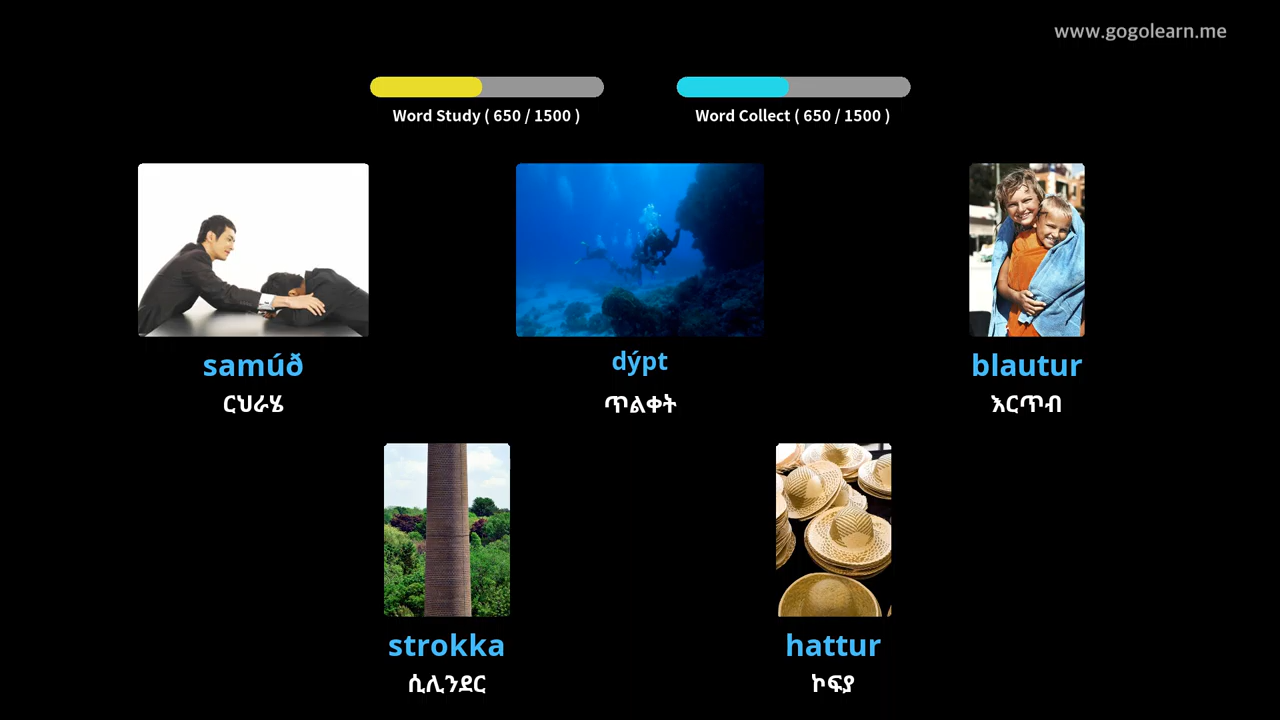 www.gogolearn.me
Word Study ( 650 / 1500 )
Word Collect ( 650 / 1500 )
samúð
ርህራሄ
dýpt
ጥልቀት
blautur
እርጥብ
strokka
ሲሊንደር
hattur
ኮፍያ